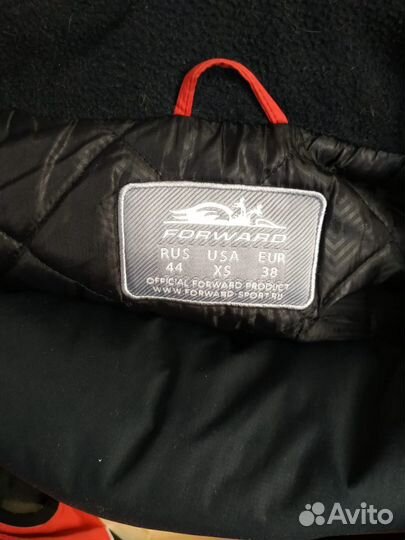 FORWARD
RUS USA EUR
44 XS 38
OFFICIAL FORWARD PRODUCT
WWW.FORWARD-SPORT.RU
Avito